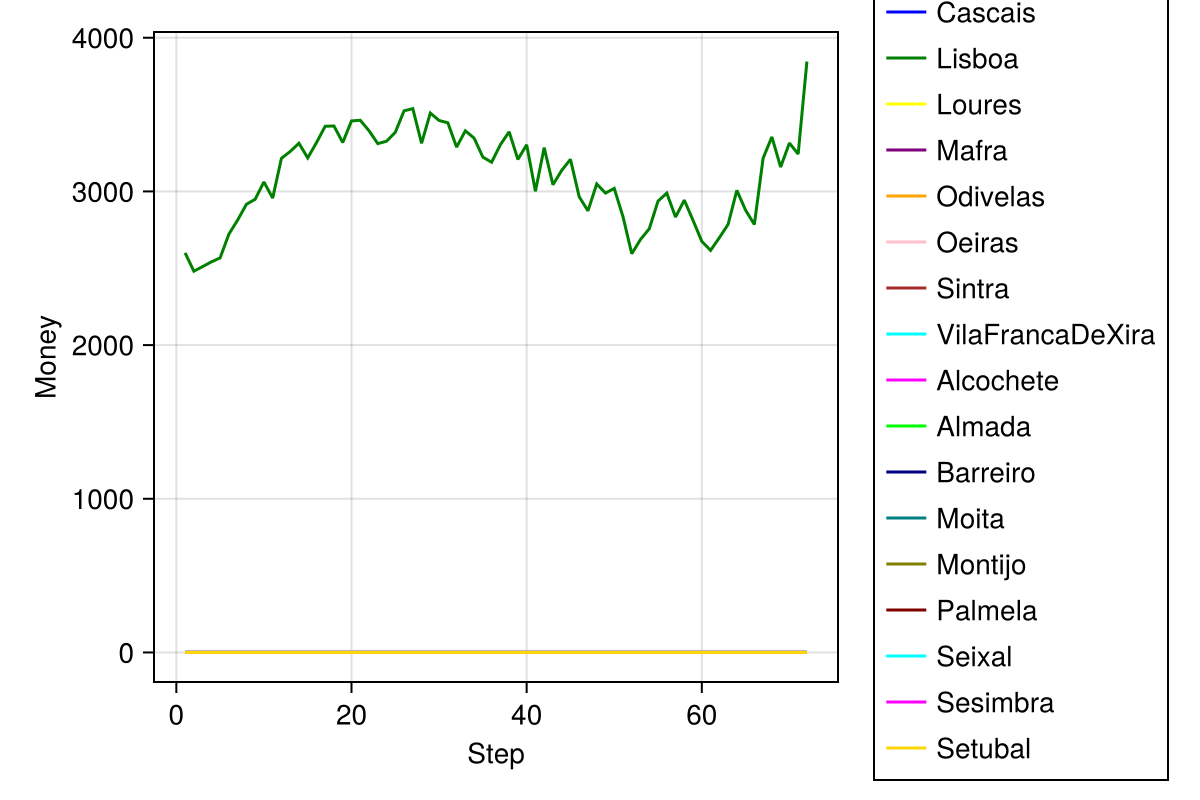 4000
3000
2000
1000
0
Money
0 20 40 60
Step
Cascais
Lisboa
Loures
Mafra
Odivelas
Oeiras
Sintra
VilaFrancaDeXira
Alcochete
Almada
Barreiro
Moita
Montijo
Palmela
Seixal
Sesimbra
Setubal